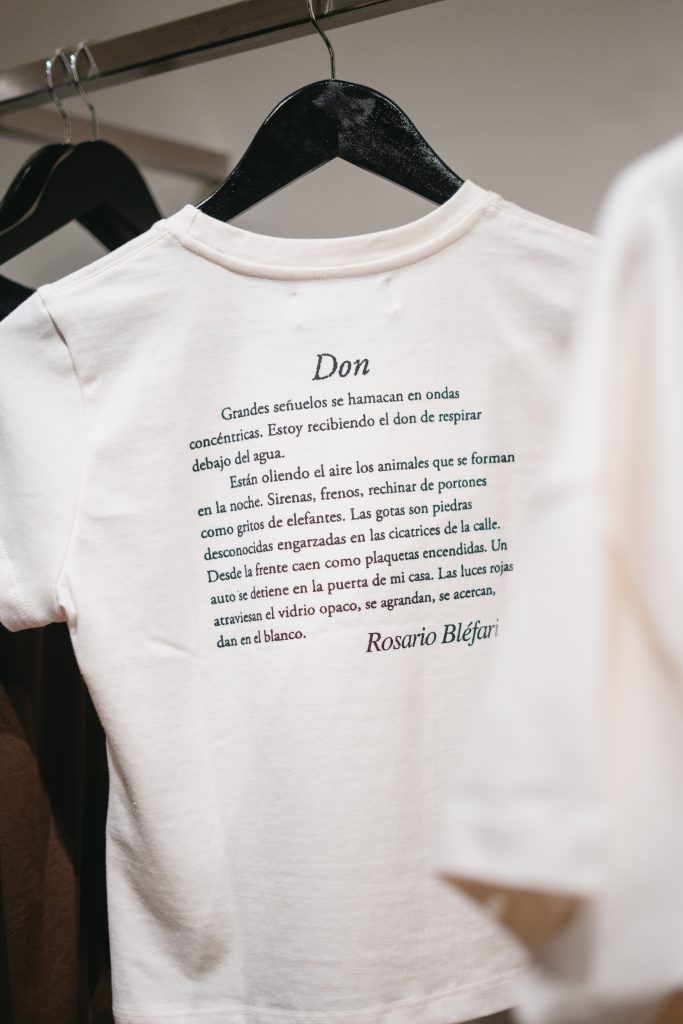 Don
Grandes señuelos se hamacan en ondas
concéntricas. Estoy recibiendo el don de respirar
debajo del agua.
Están oliendo el aire los animales que se forman
en la noche. Sirenas, frenos, rechinar de portones
como gritos de elefantes. Las gotas son piedras
desconocidas engarzadas en las cicatrices de la calle.
Desde la frente caen como plaquetas encendidas. Un
auto se detiene en la puerta de mi casa. Las luces rojas
atraviesan el vidrio opaco, se agrandan, se acercan,
dan en el blanco.
Rosario Bléfari